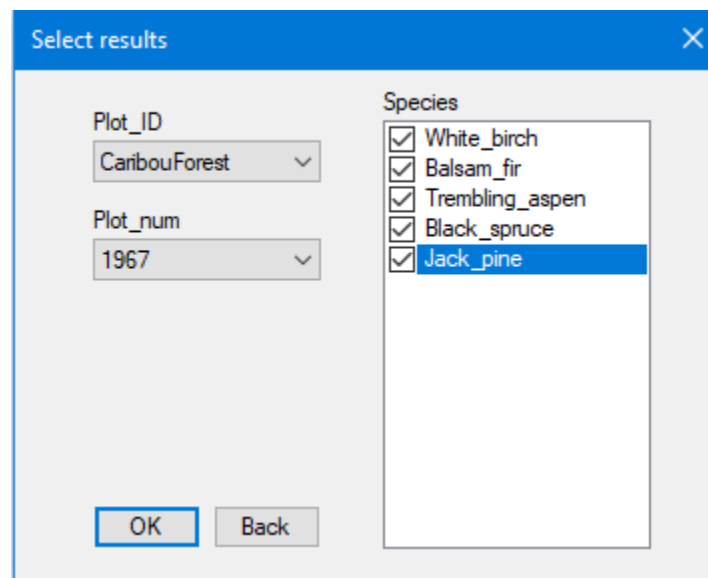 Select results
Plot_ID
CaribouForest
Plot_num
1967
Species
White_birch
Balsam_fir
Trembling_aspen
Black_spruce
Jack_pine
OK
Back